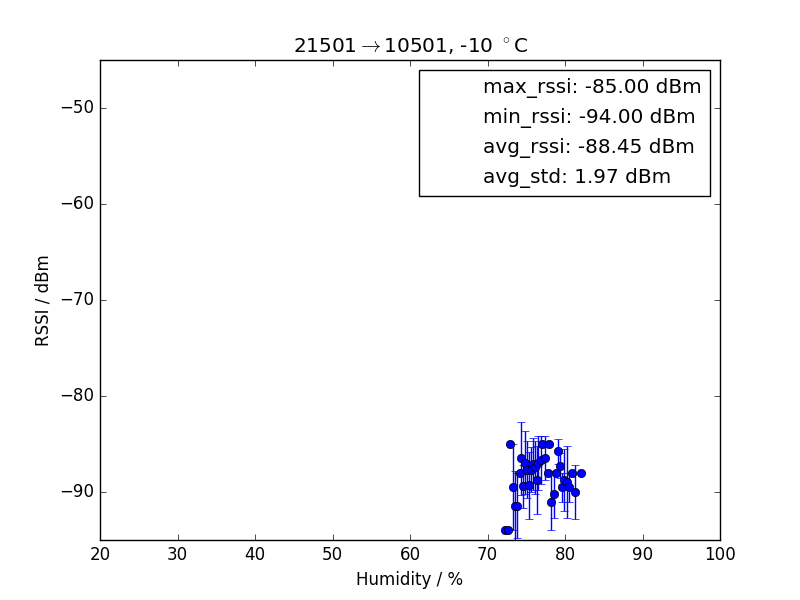 21501→10501, -10 °C
max_rssi: -85.00 dBm
min_rssi: -94.00 dBm
avg_rssi: -88.45 dBm
avg_std: 1.97 dBm
RSSI / dBm
−50
−60
−70
−80
−90
20 30 40 50 60 70 80 90 100
Humidity / %